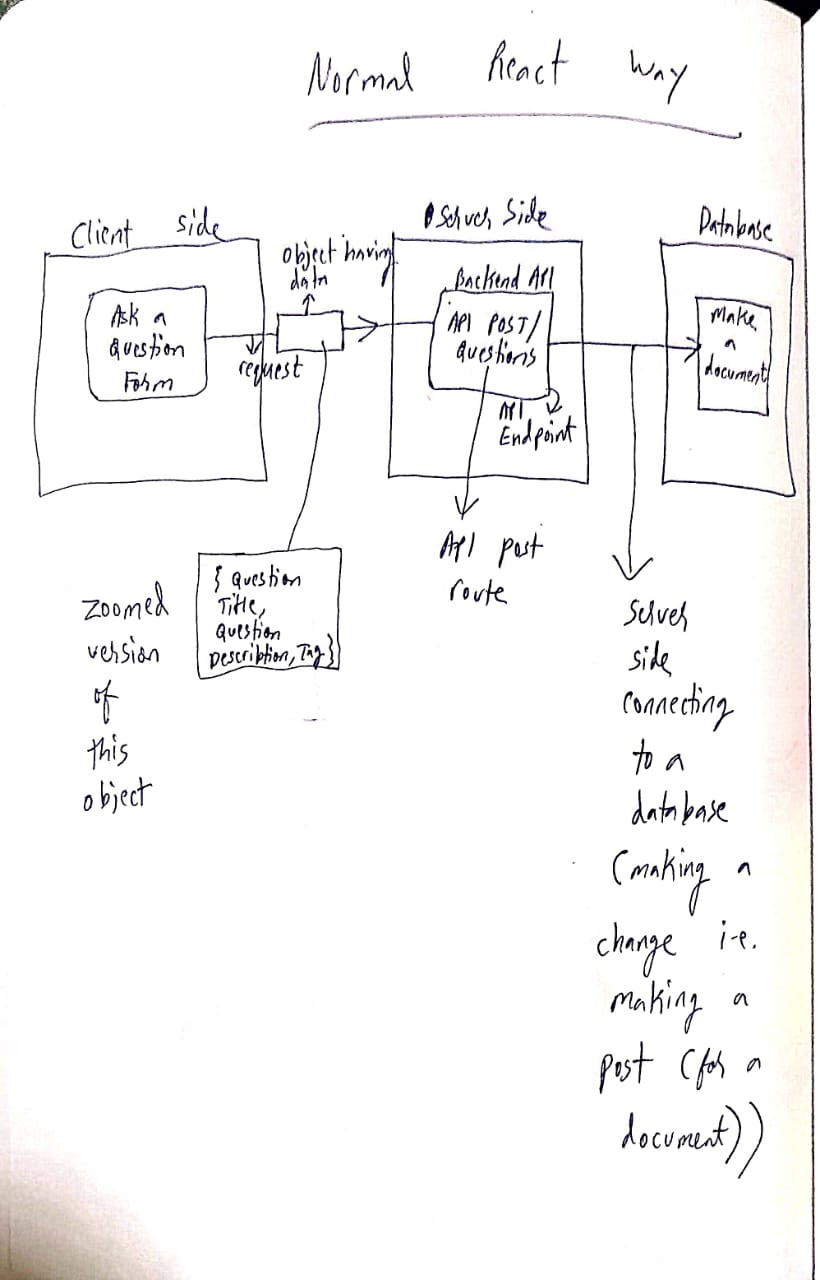 Normal React Way
Client side
Server Side
Database
object having
data
Backend API
Ask a
question
Form
request
API POST/
questions
API
Endpoint
Make
a
document
API post
route
zoomed
version
of
this
object
{ question
Title,
question
Description, Tag}
Server
side
connecting
to a
database
(making a
change i.e.
making a
post (for a
document))